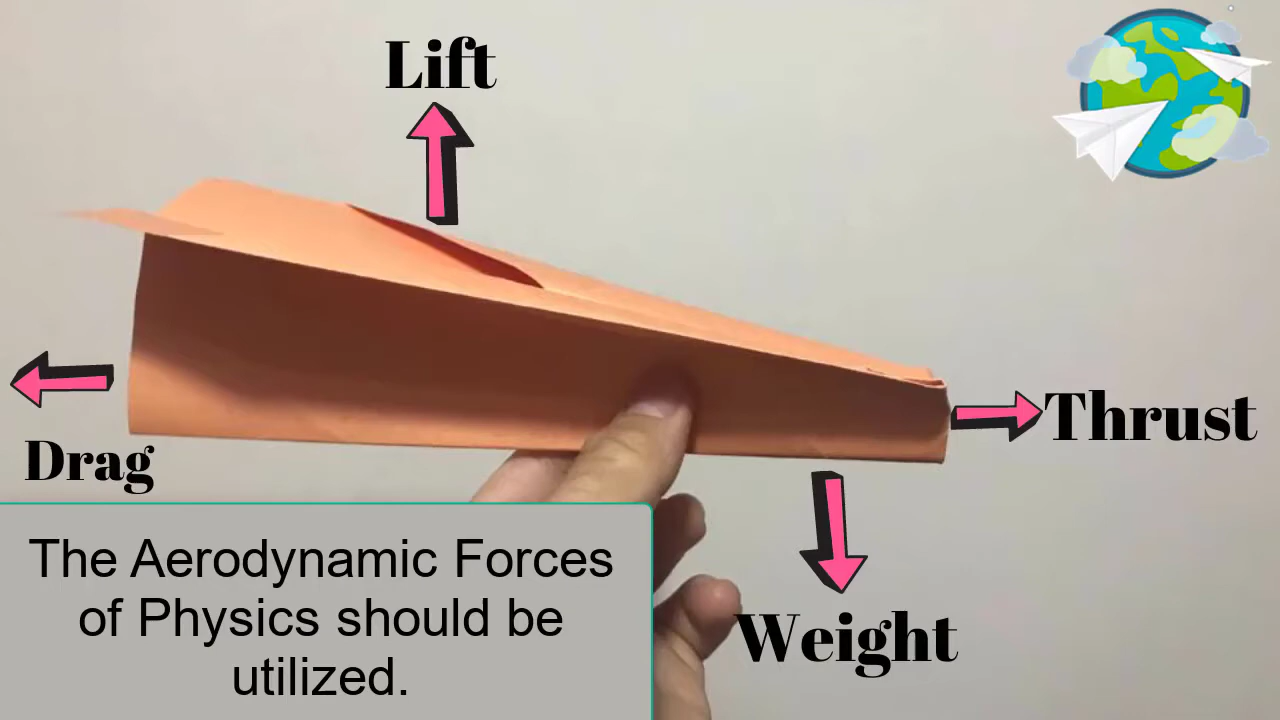 Lift
Thrust
Drag
Weight
The Aerodynamic Forces
of Physics should be
utilized.